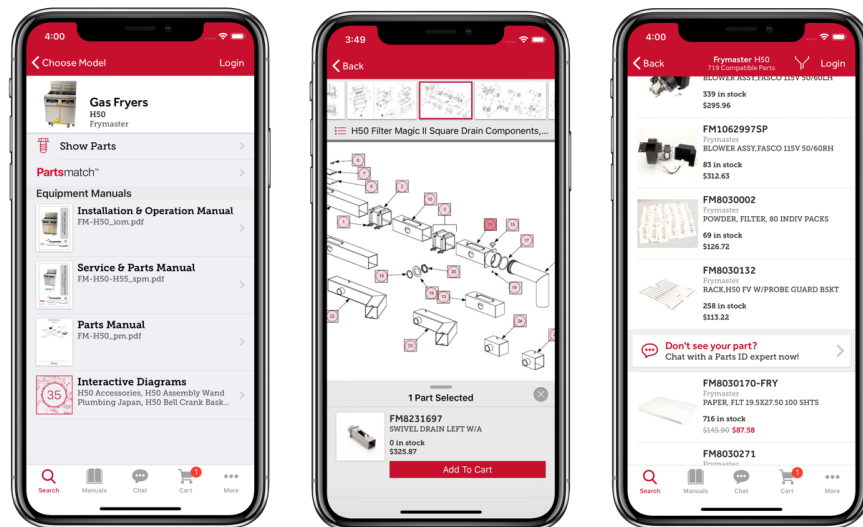 4:00
Choose Model
Login
Gas Fryers
H50
Frymaster
Show Parts
Partsmatch™
Equipment Manuals
Installation & Operation Manual
FM-H50_iom.pdf
Service & Parts Manual
FM-H50-H55_spm.pdf
Parts Manual
FM-H50_pm.pdf
35
Interactive Diagrams
H50 Accessories, H50 Assembly Wand
Plumbing Japan, H50 Bell Crank Bask...
Search
Manuals
Chat
1
Cart
More
3:49
Back
H50 Filter Magic II Square Drain Components,...
1 Part Selected
FM8231697
SWIVEL DRAIN LEFT W/A
0 in stock
$325.87
Add To Cart
4:00
Back
Frymaster H50
719 Compatible Parts
Login
BLOWER ASSY,FASCO 115V 50/60LH
339 in stock
$295.96
FM1062997SP
Frymaster
BLOWER ASSY,FASCO 115V 50/60RH
83 in stock
$312.63
FM8030002
Frymaster
POWDER, FILTER, 80 INDIV PACKS
69 in stock
$126.72
FM8030132
Frymaster
RACK,H50 FV W/PROBE GUARD BSKT
258 in stock
$113.22
Don't see your part?
Chat with a Parts ID expert now!
FM8030170-FRY
Frymaster
PAPER, FLT 19.5X27.50 100 SHTS
716 in stock
$145.90 $87.58
FM8030271
Frymaster
Search
Manuals
Chat
1
Cart
More